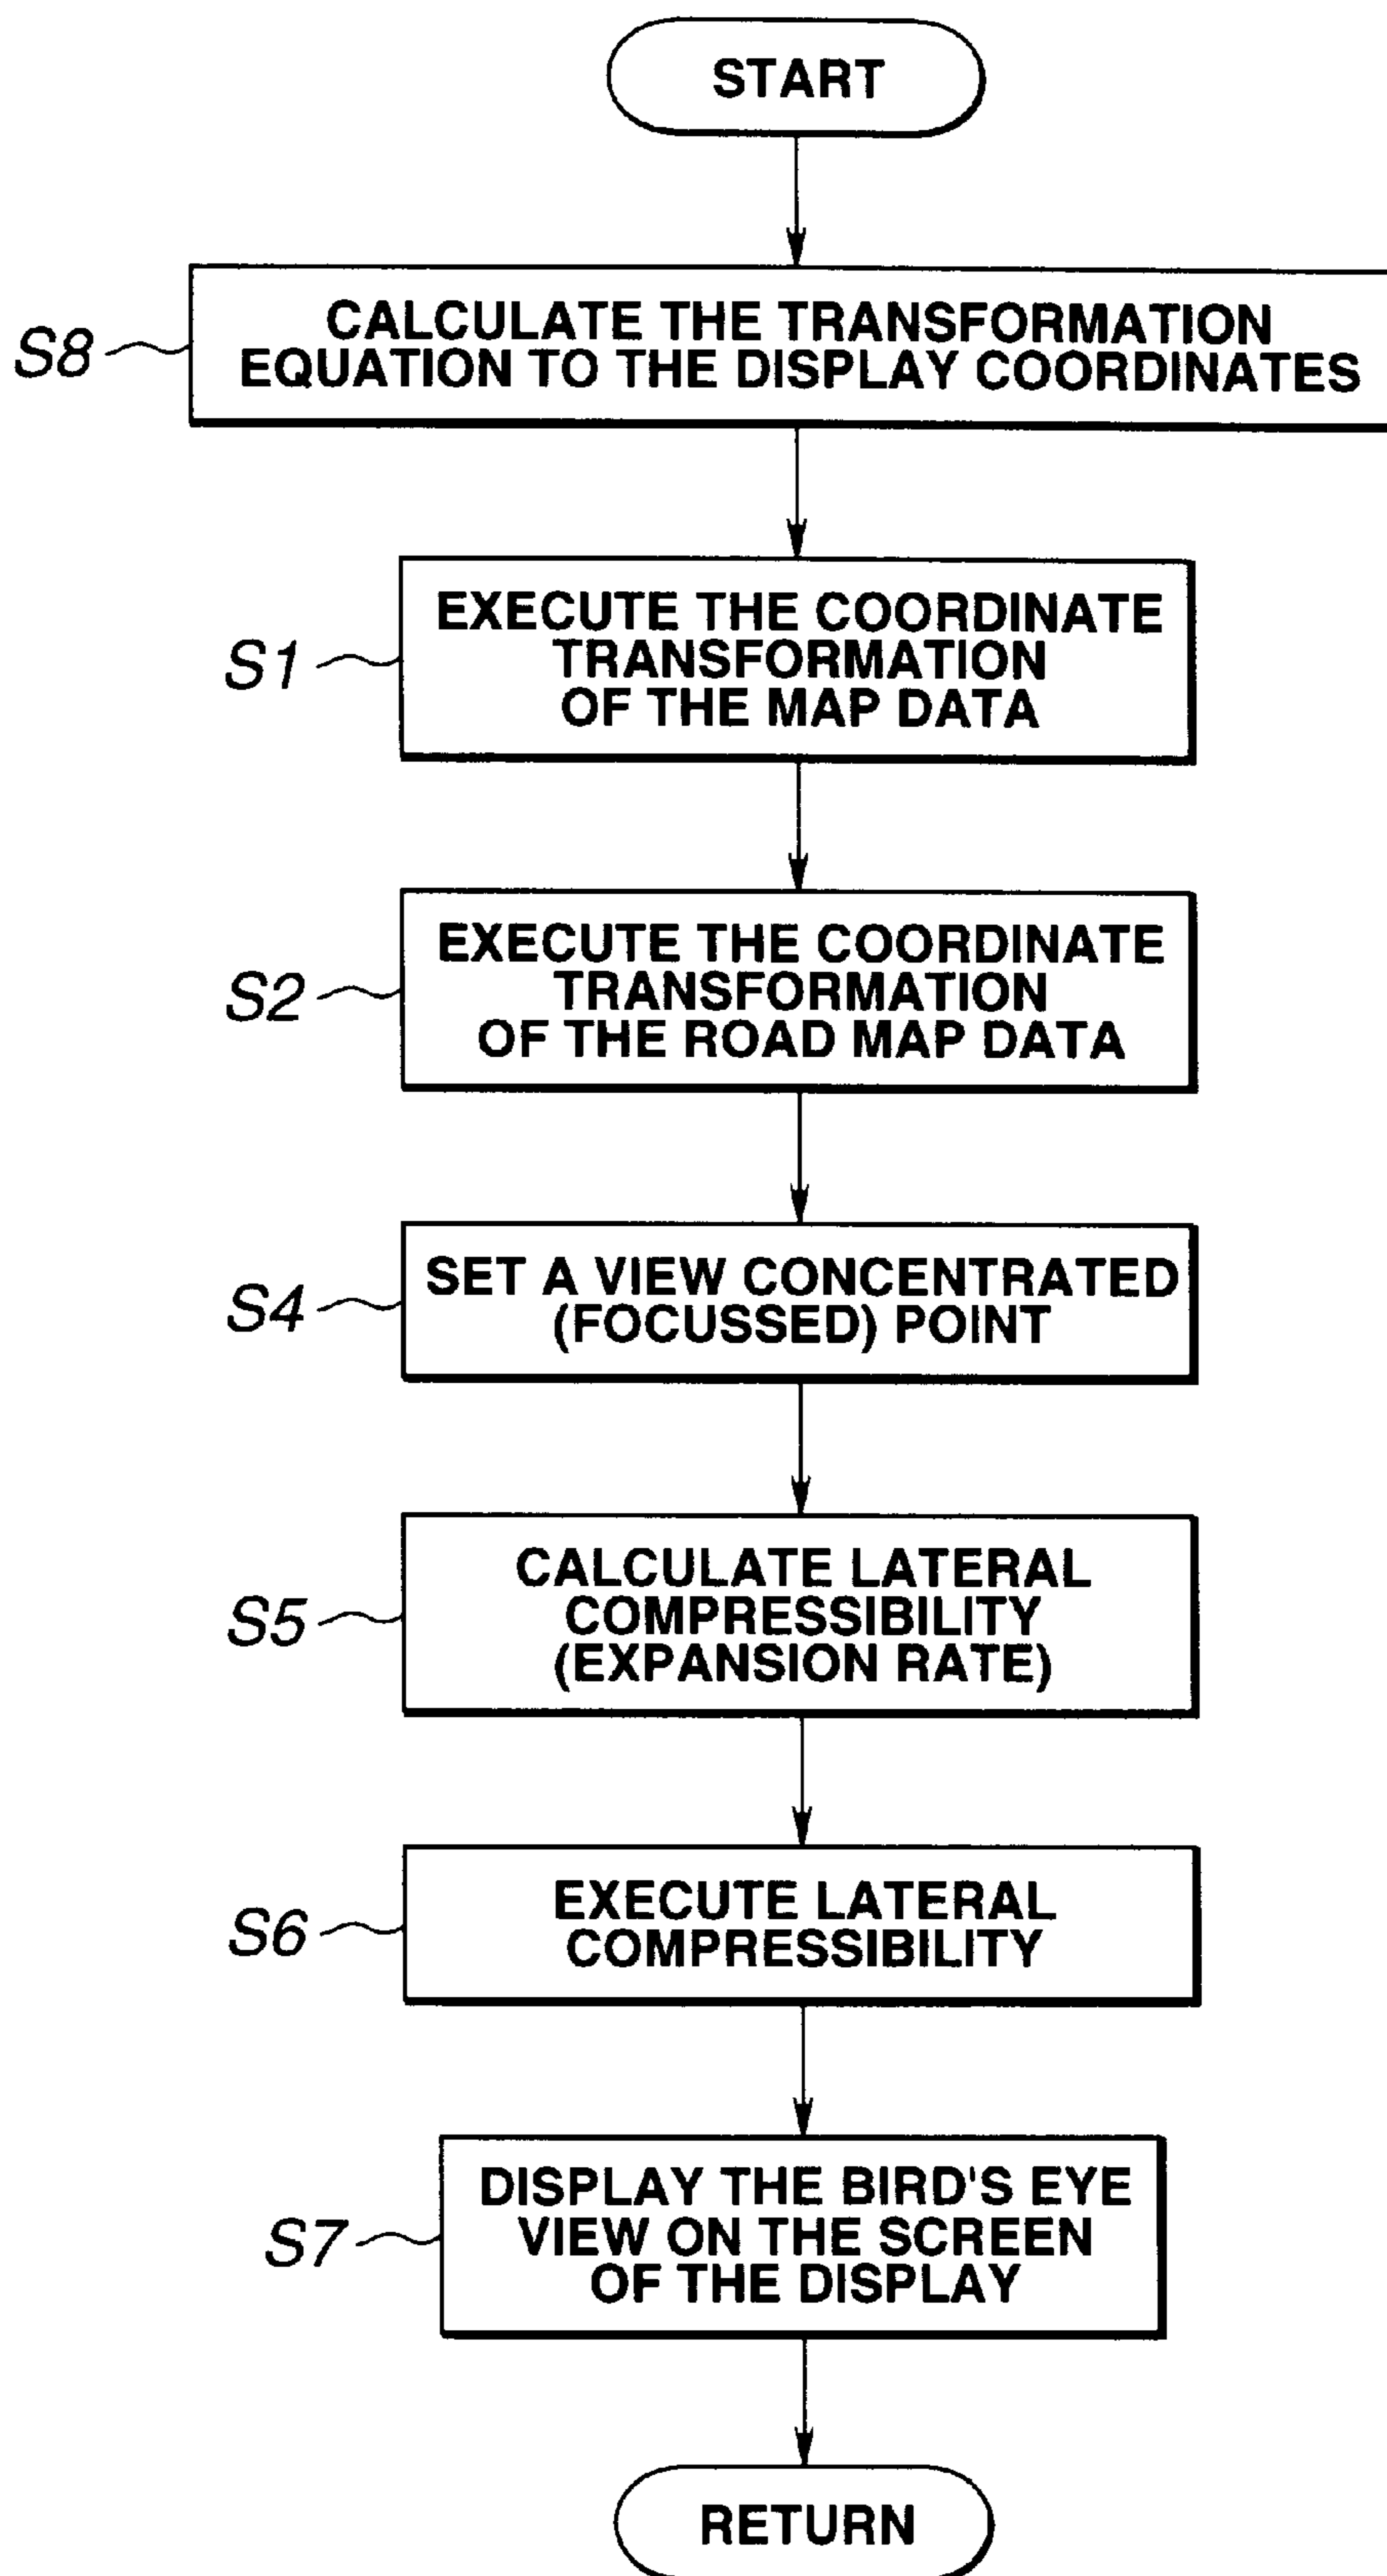 START
S8
CALCULATE THE TRANSFORMATION
EQUATION TO THE DISPLAY COORDINATES
S1
EXECUTE THE COORDINATE
TRANSFORMATION
OF THE MAP DATA
S2
EXECUTE THE COORDINATE
TRANSFORMATION
OF THE ROAD MAP DATA
S4
SET A VIEW CONCENTRATED
(FOCUSSED) POINT
S5
CALCULATE LATERAL
COMPRESSIBILITY
(EXPANSION RATE)
S6
EXECUTE LATERAL
COMPRESSIBILITY
S7
DISPLAY THE BIRD'S EYE
VIEW ON THE SCREEN
OF THE DISPLAY
RETURN